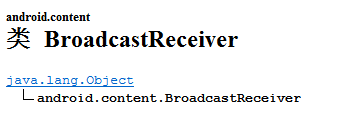 android.content
类 BroadcastReceiver
java.lang.Object
android.content.BroadcastReceiver